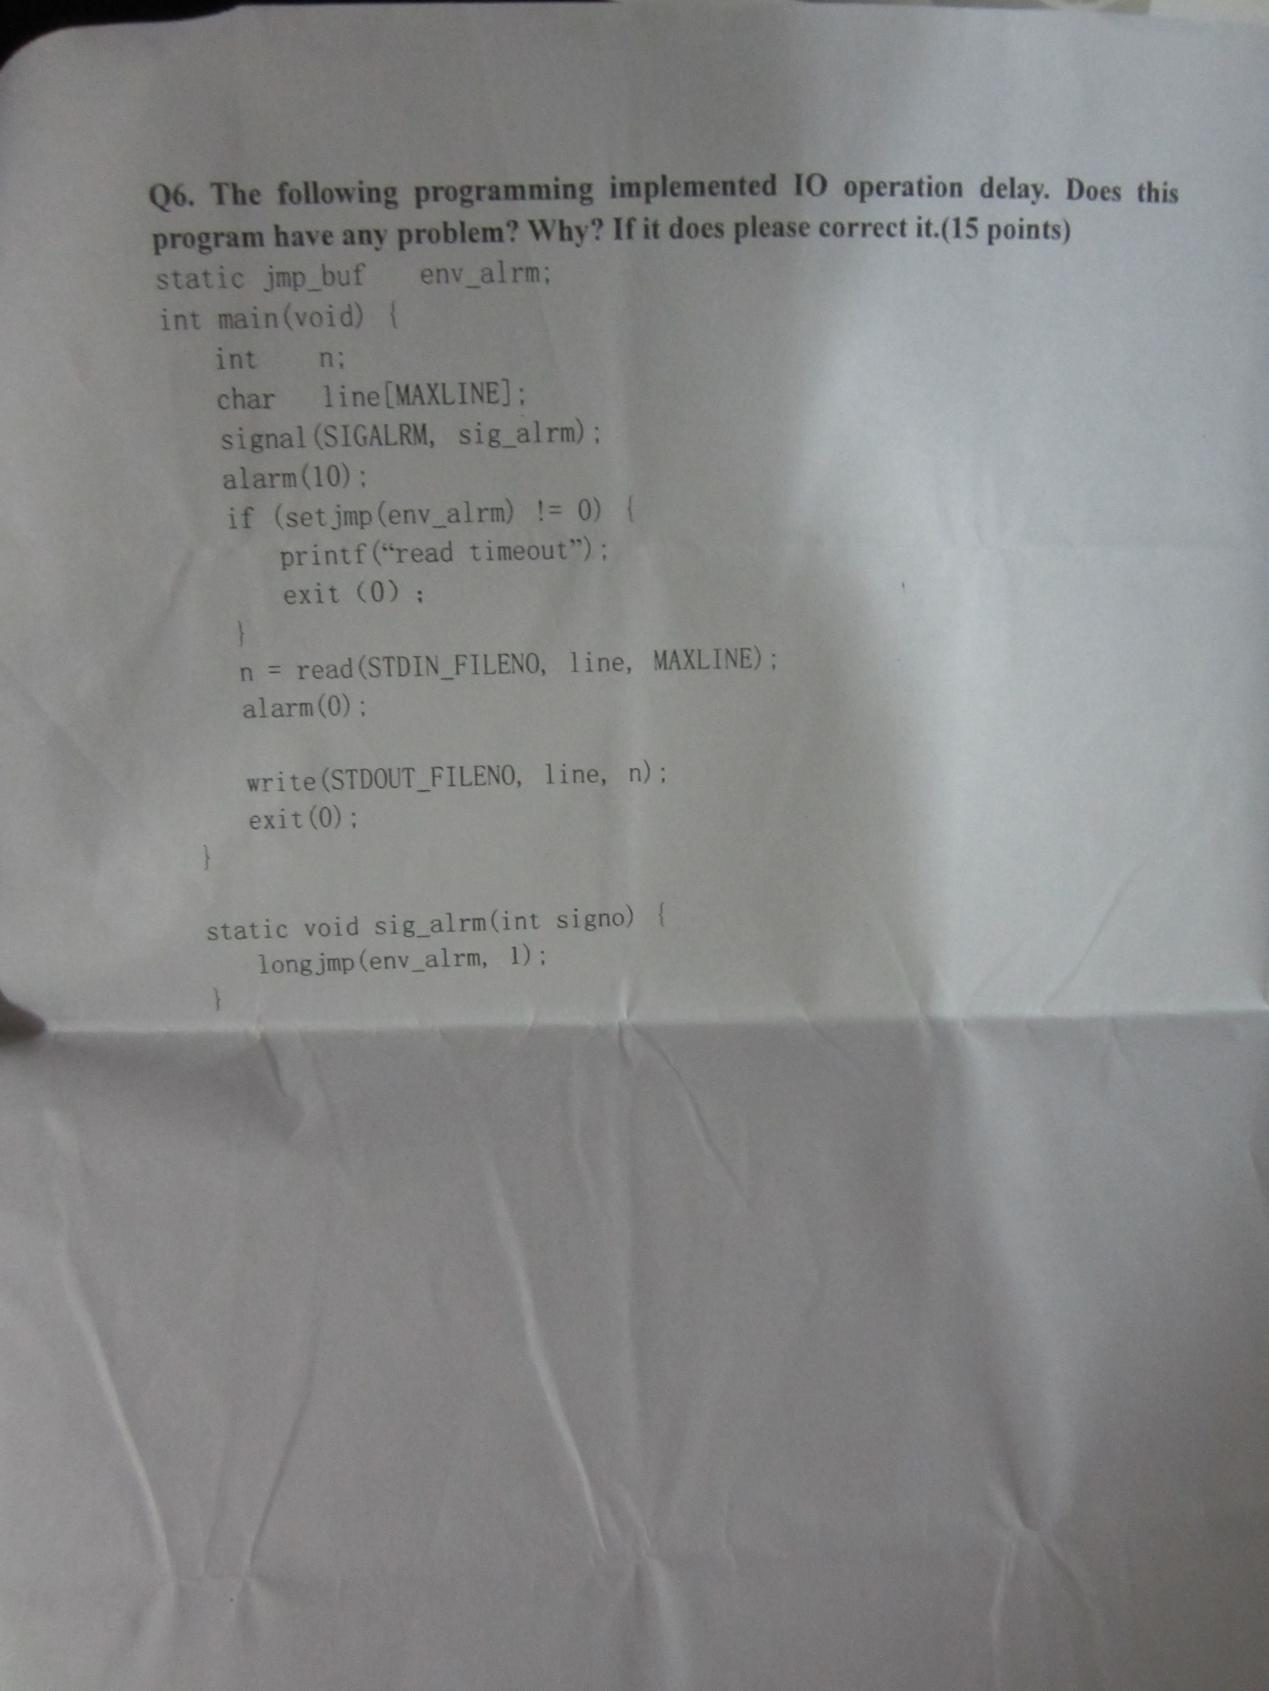 Q6. The following programming implemented IO operation delay. Does this
program have any problem? Why? If it does please correct it.(15 points)
static jmp_buf env_alrm;
int main(void) {
int n;
char line[MAXLINE];
signal(SIGALRM, sig_alrm);
alarm(10);
if (setjmp(env_alrm) != 0) {
printf(“read timeout”);
exit (0) ;
}
n = read(STDIN_FILENO, line, MAXLINE);
alarm(0);
write(STDOUT_FILENO, line, n);
exit(0);
}
static void sig_alrm(int signo) {
longjmp(env_alrm, 1);
}